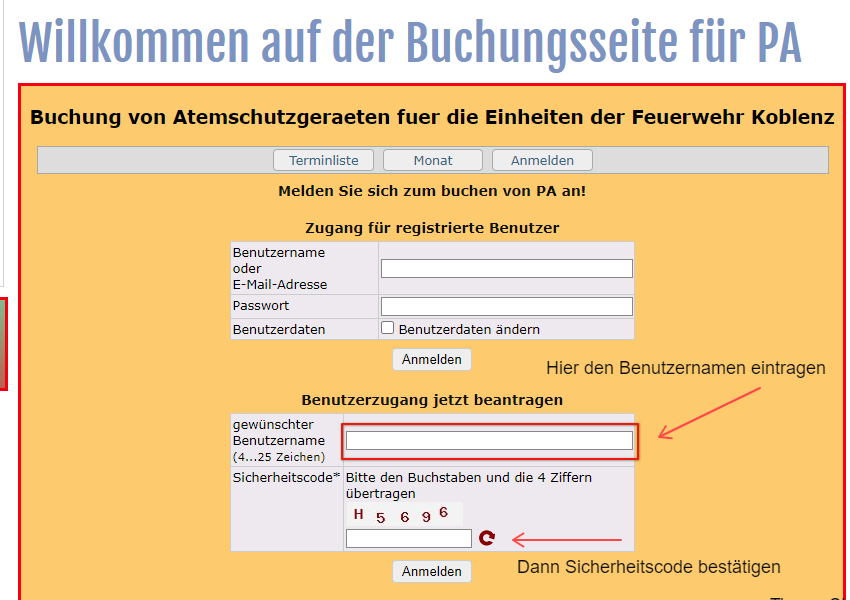 Willkommen auf der Buchungsseite für PA
Buchung von Atemschutzgeraeten fuer die Einheiten der Feuerwehr Koblenz
Terminliste Monat Anmelden
Melden Sie sich zum buchen von PA an!
Zugang für registrierte Benutzer
Benutzername
oder
E-Mail-Adresse
Passwort
Benutzerdaten Benutzerdaten ändern
Anmelden
Hier den Benutzernamen eintragen
Benutzerzugang jetzt beantragen
gewünschter
Benutzername
(4...25 Zeichen)
Sicherheitscode* Bitte den Buchstaben und die 4 Ziffern
übertragen
H 5 6 9 6
Dann Sicherheitscode bestätigen
Anmelden